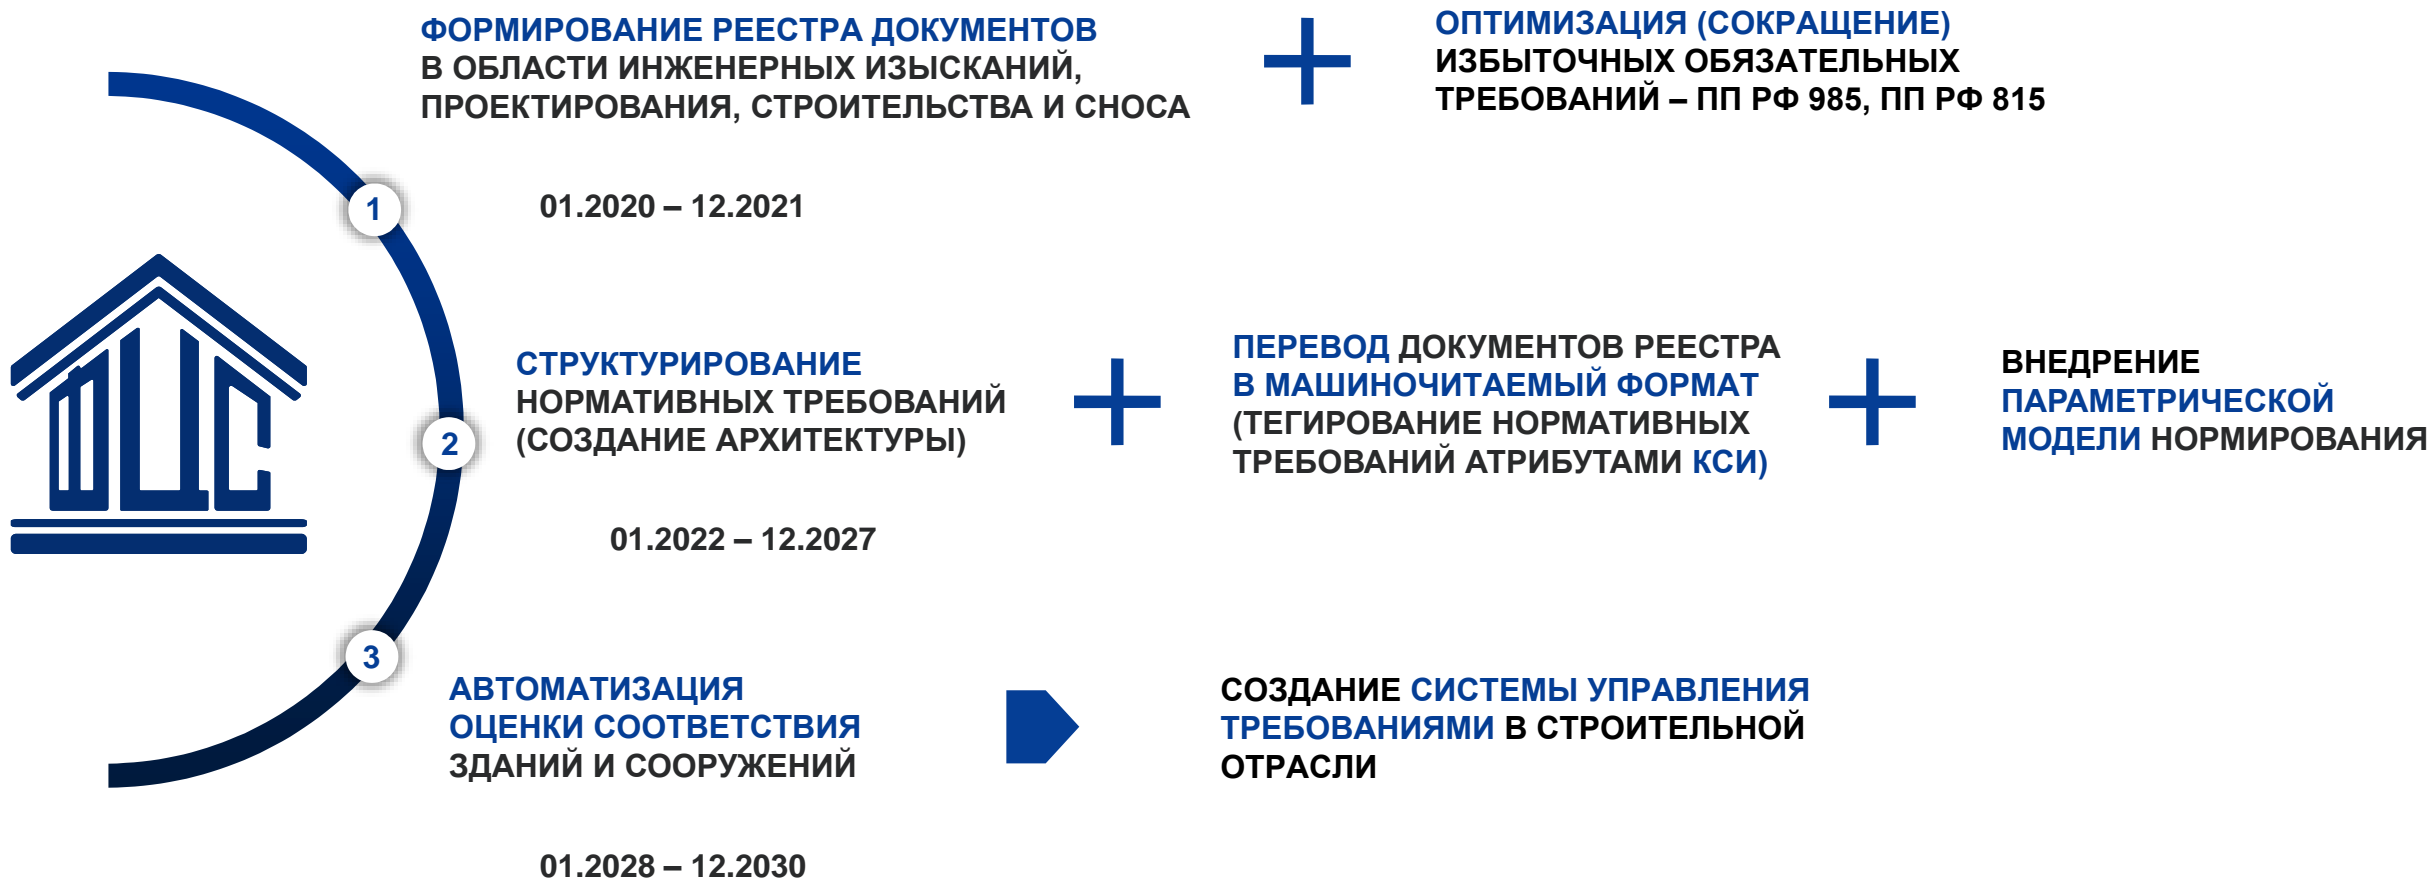 ФОРМИРОВАНИЕ РЕЕСТРА ДОКУМЕНТОВ
В ОБЛАСТИ ИНЖЕНЕРНЫХ ИЗЫСКАНИЙ,
ПРОЕКТИРОВАНИЯ, СТРОИТЕЛЬСТВА И СНОСА
01.2020 – 12.2021
ОПТИМИЗАЦИЯ (СОКРАЩЕНИЕ)
ИЗБЫТОЧНЫХ ОБЯЗАТЕЛЬНЫХ
ТРЕБОВАНИЙ – ПП РФ 985, ПП РФ 815
1
ФЦС
2
СТРУКТУРИРОВАНИЕ
НОРМАТИВНЫХ ТРЕБОВАНИЙ
(СОЗДАНИЕ АРХИТЕКТУРЫ)
01.2022 – 12.2027
ПЕРЕВОД ДОКУМЕНТОВ РЕЕСТРА
В МАШИНОЧИТАЕМЫЙ ФОРМАТ
(ТЕГИРОВАНИЕ НОРМАТИВНЫХ
ТРЕБОВАНИЙ АТРИБУТАМИ КСИ)
ВНЕДРЕНИЕ
ПАРАМЕТРИЧЕСКОЙ
МОДЕЛИ НОРМИРОВАНИЯ
3
АВТОМАТИЗАЦИЯ
ОЦЕНКИ СООТВЕТСТВИЯ
ЗДАНИЙ И СООРУЖЕНИЙ
01.2028 – 12.2030
СОЗДАНИЕ СИСТЕМЫ УПРАВЛЕНИЯ
ТРЕБОВАНИЯМИ В СТРОИТЕЛЬНОЙ
ОТРАСЛИ